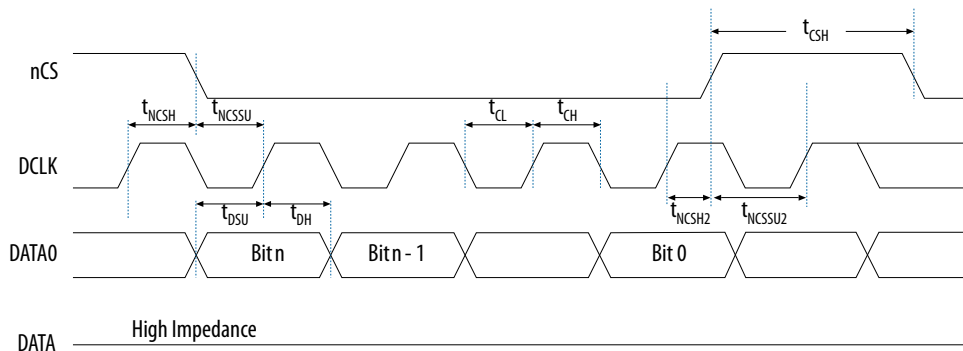 t_CSH
nCS
t_NCSH t_NCSSU t_CL t_CH
DCLK
t_DSU t_DH t_NCSH2 t_NCSSU2
DATA0 Bit n Bit n - 1 Bit 0
High Impedance
DATA